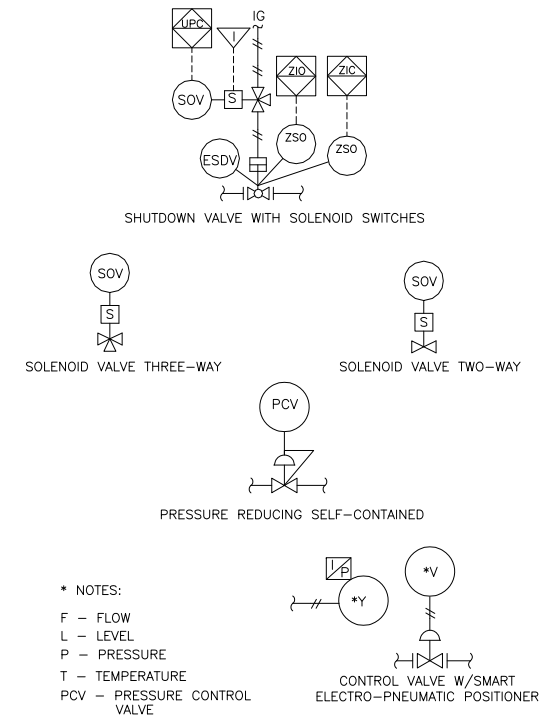 IG
UPC
I
ZIO
ZIC
SOV
S
ZSO
ZSO
ESDV
SHUTDOWN VALVE WITH SOLENOID SWITCHES
SOV
S
SOLENOID VALVE THREE-WAY
SOV
S
SOLENOID VALVE TWO-WAY
PCV
PRESSURE REDUCING SELF-CONTAINED
* NOTES:
F - FLOW
L - LEVEL
P - PRESSURE
T - TEMPERATURE
PCV - PRESSURE CONTROL
VALVE
I/P
*Y
*V
CONTROL VALVE W/SMART
ELECTRO-PNEUMATIC POSITIONER